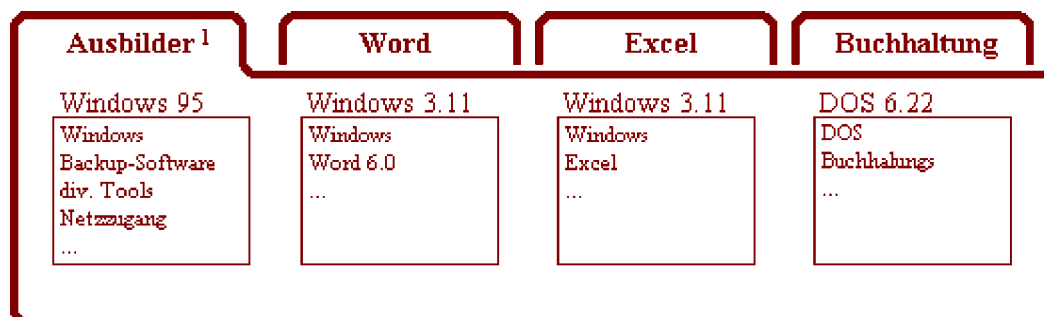 Ausbilder 1
Word
Excel
Buchhaltung
Windows 95
Windows
Backup-Software
div. Tools
Netzzugang
...
Windows 3.11
Windows
Word 6.0
...
Windows 3.11
Windows
Excel
...
DOS 6.22
DOS
Buchhalungs
...